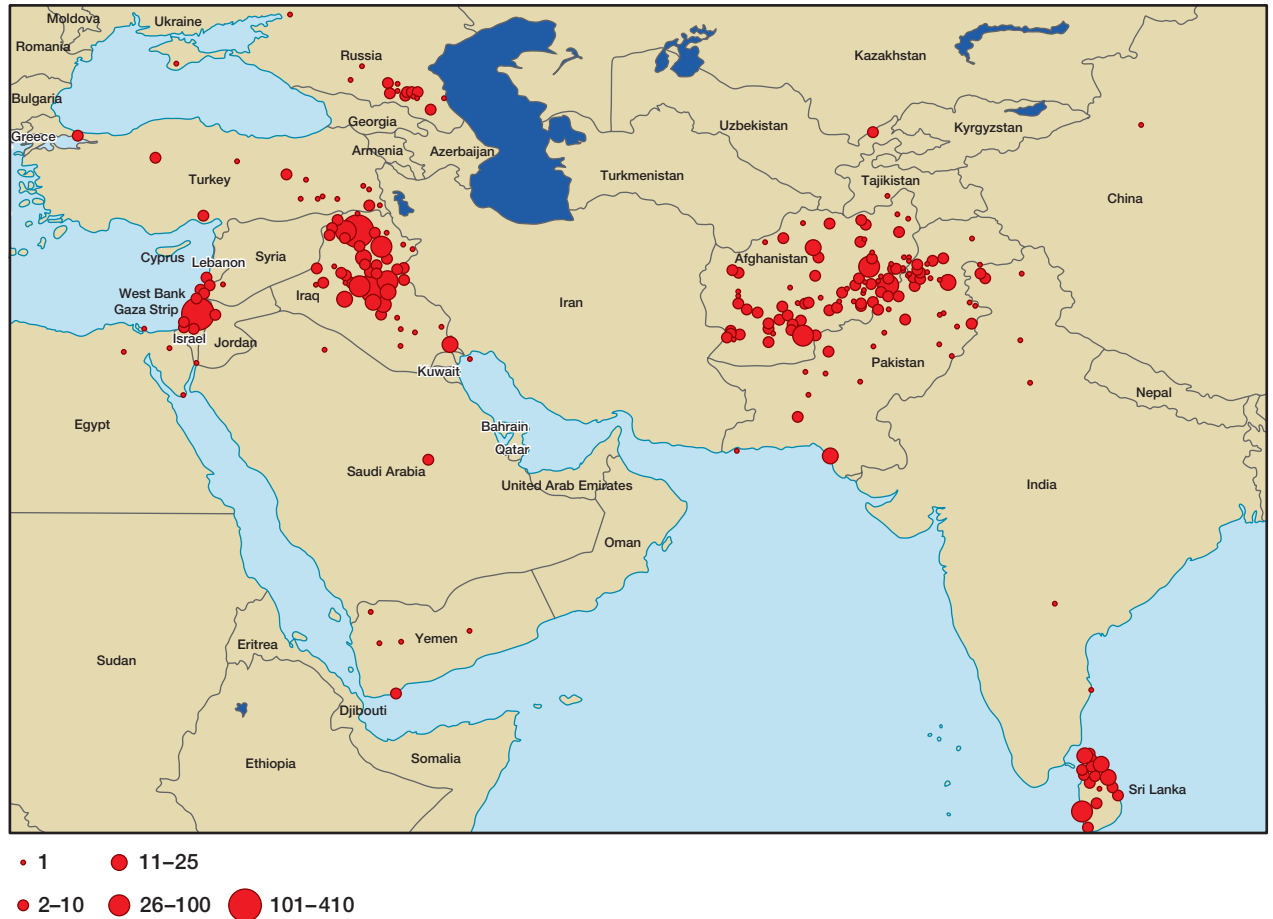 Moldova
Ukraine
Romania
Russia
Kazakhstan
Bulgaria
Georgia
Uzbekistan
Kyrgyzstan
Greece
Armenia
Azerbaijan
Turkey
Turkmenistan
Tajikistan
China
Cyprus
Lebanon
Syria
Afghanistan
West Bank
Gaza Strip
Iraq
Iran
Israel
Jordan
Pakistan
Kuwait
Nepal
Egypt
Bahrain
Qatar
Saudi Arabia
United Arab Emirates
India
Oman
Yemen
Eritrea
Sudan
Djibouti
Ethiopia
Somalia
Sri Lanka
1
11–25
2–10
26–100
101–410